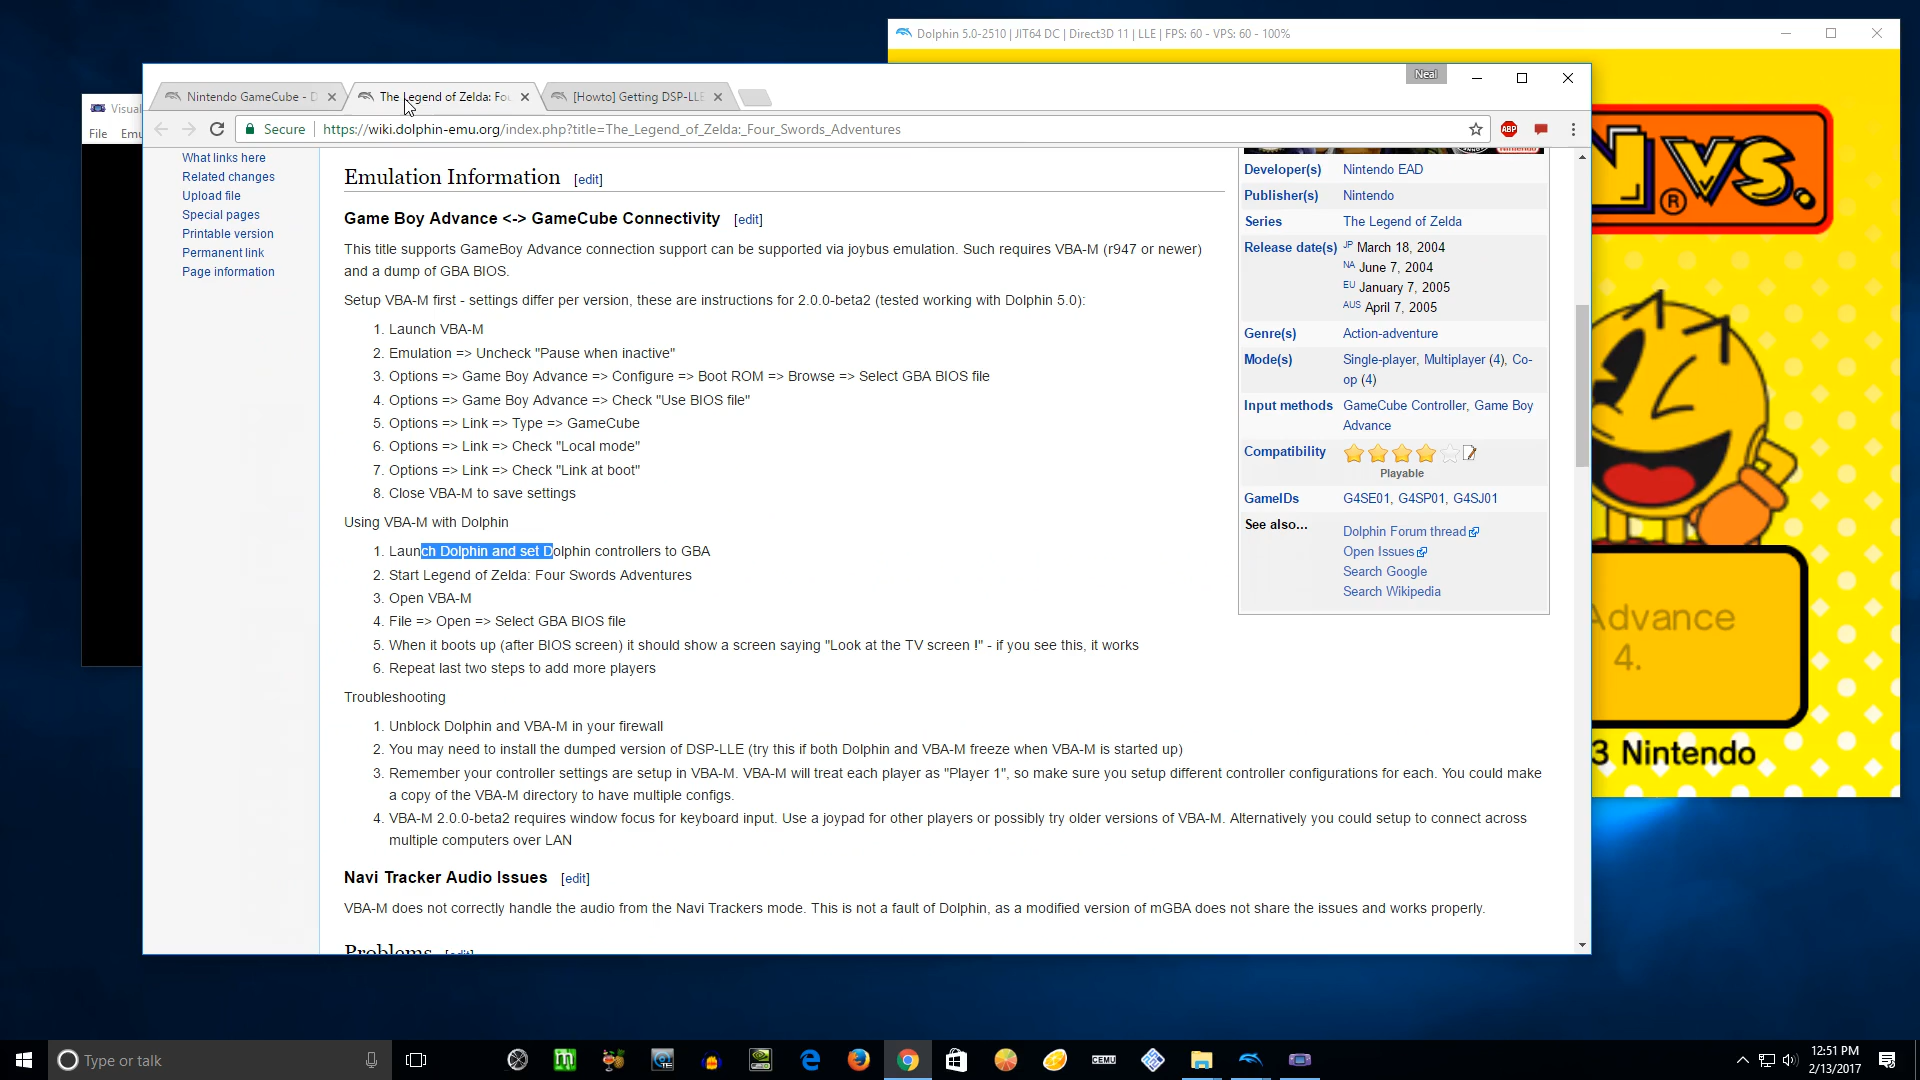 Dolphin 5.0-2510 | JIT64 DC | Direct3D 11 | LLE | FPS: 60 - VPS: 60 - 100%
Neal
Nintendo GameCube - D
The Legend of Zelda: Fou
[Howto] Getting DSP-LLE
Visual
File Emu
Secure
https://wiki.dolphin-emu.org/index.php?title=The_Legend_of_Zelda:_Four_Swords_Adventures
ABP
What links here
Related changes
Upload file
Special pages
Printable version
Permanent link
Page information
Emulation Information [edit]
Game Boy Advance <-> GameCube Connectivity [edit]
This title supports GameBoy Advance connection support can be supported via joybus emulation. Such requires VBA-M (r947 or newer)
and a dump of GBA BIOS.
Setup VBA-M first - settings differ per version, these are instructions for 2.0.0-beta2 (tested working with Dolphin 5.0):
1. Launch VBA-M
2. Emulation => Uncheck "Pause when inactive"
3. Options => Game Boy Advance => Configure => Boot ROM => Browse => Select GBA BIOS file
4. Options => Game Boy Advance => Check "Use BIOS file"
5. Options => Link => Type => GameCube
6. Options => Link => Check "Local mode"
7. Options => Link => Check "Link at boot"
8. Close VBA-M to save settings
Using VBA-M with Dolphin
1. Launch Dolphin and set Dolphin controllers to GBA
2. Start Legend of Zelda: Four Swords Adventures
3. Open VBA-M
4. File => Open => Select GBA BIOS file
5. When it boots up (after BIOS screen) it should show a screen saying "Look at the TV screen !" - if you see this, it works
6. Repeat last two steps to add more players
Troubleshooting
1. Unblock Dolphin and VBA-M in your firewall
2. You may need to install the dumped version of DSP-LLE (try this if both Dolphin and VBA-M freeze when VBA-M is started up)
3. Remember your controller settings are setup in VBA-M. VBA-M will treat each player as "Player 1", so make sure you setup different controller configurations for each. You could make
a copy of the VBA-M directory to have multiple configs.
4. VBA-M 2.0.0-beta2 requires window focus for keyboard input. Use a joypad for other players or possibly try older versions of VBA-M. Alternatively you could setup to connect across
multiple computers over LAN
Navi Tracker Audio Issues [edit]
VBA-M does not correctly handle the audio from the Navi Trackers mode. This is not a fault of Dolphin, as a modified version of mGBA does not share the issues and works properly.
Problems [edit]
Developer(s) Nintendo EAD
Publisher(s) Nintendo
Series The Legend of Zelda
Release date(s) JP March 18, 2004
NA June 7, 2004
EU January 7, 2005
AUS April 7, 2005
Genre(s) Action-adventure
Mode(s) Single-player, Multiplayer (4), Co-
op (4)
Input methods GameCube Controller, Game Boy
Advance
Compatibility
Playable
GameIDs G4SE01, G4SP01, G4SJ01
See also... Dolphin Forum thread
Open Issues
Search Google
Search Wikipedia
N VS.
®
Advance
4.
3 Nintendo
Type or talk
CEMU
12:51 PM
2/13/2017